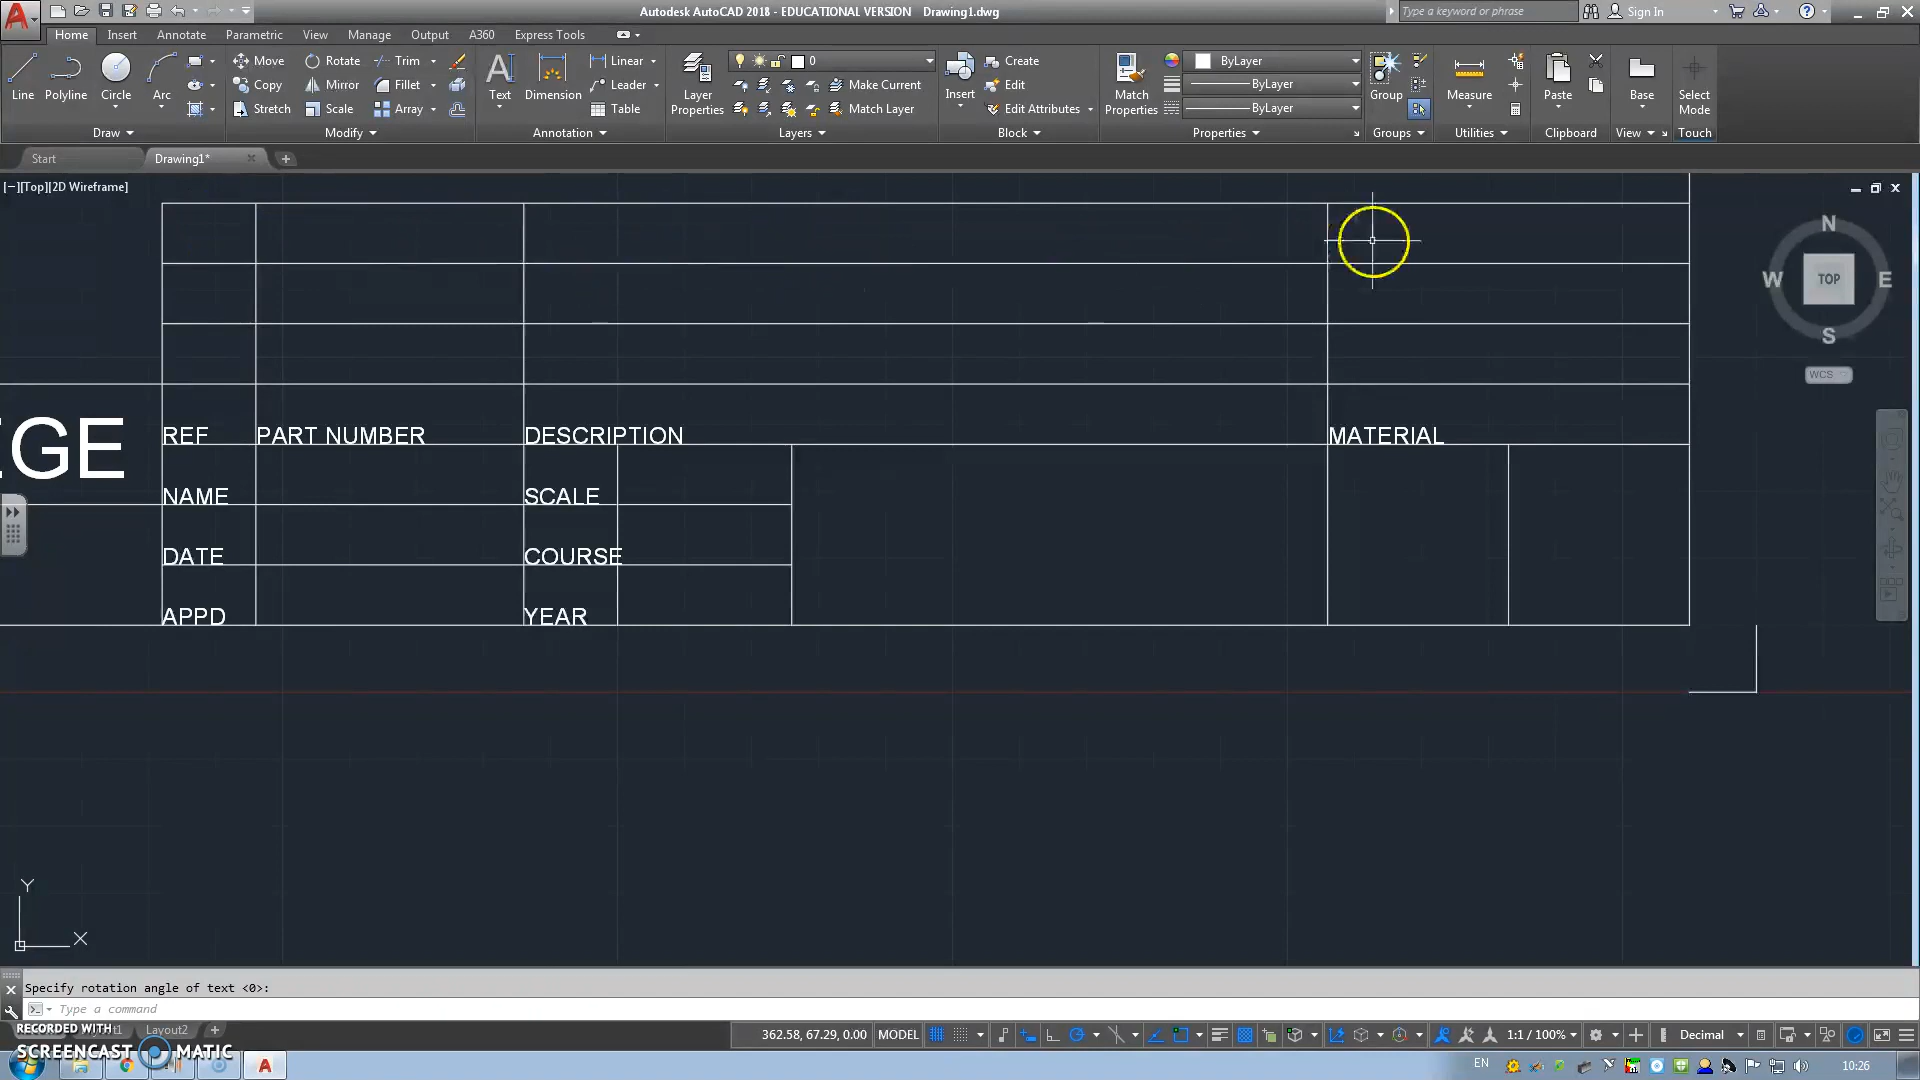 Autodesk AutoCAD 2018 - EDUCATIONAL VERSION Drawing1.dwg
Type a keyword or phrase
Sign In
Home Insert Annotate Parametric View Manage Output A360 Express Tools
Line Polyline Circle Arc
Move Rotate Trim
Copy Mirror Fillet
Stretch Scale Array
Text Dimension
Linear
Leader
Table
Layer Properties
0
Make Current
Match Layer
Insert
Create
Edit
Edit Attributes
Match Properties
ByLayer
ByLayer
ByLayer
Group
Measure
Paste
Base
Select Mode
Draw Modify Annotation Layers Block Properties Groups Utilities Clipboard View Touch
Start Drawing1*
[−][Top][2D Wireframe]
N
W TOP E
S
WCS
EGE
REF PART NUMBER DESCRIPTION MATERIAL
NAME SCALE
DATE COURSE
APPD YEAR
Y
X
Specify rotation angle of text <0>:
Type a command
RECORDED WITH
SCREENCAST MATIC
Layout2
362.58, 67.29, 0.00 MODEL 1:1 / 100% Decimal
EN 10:26